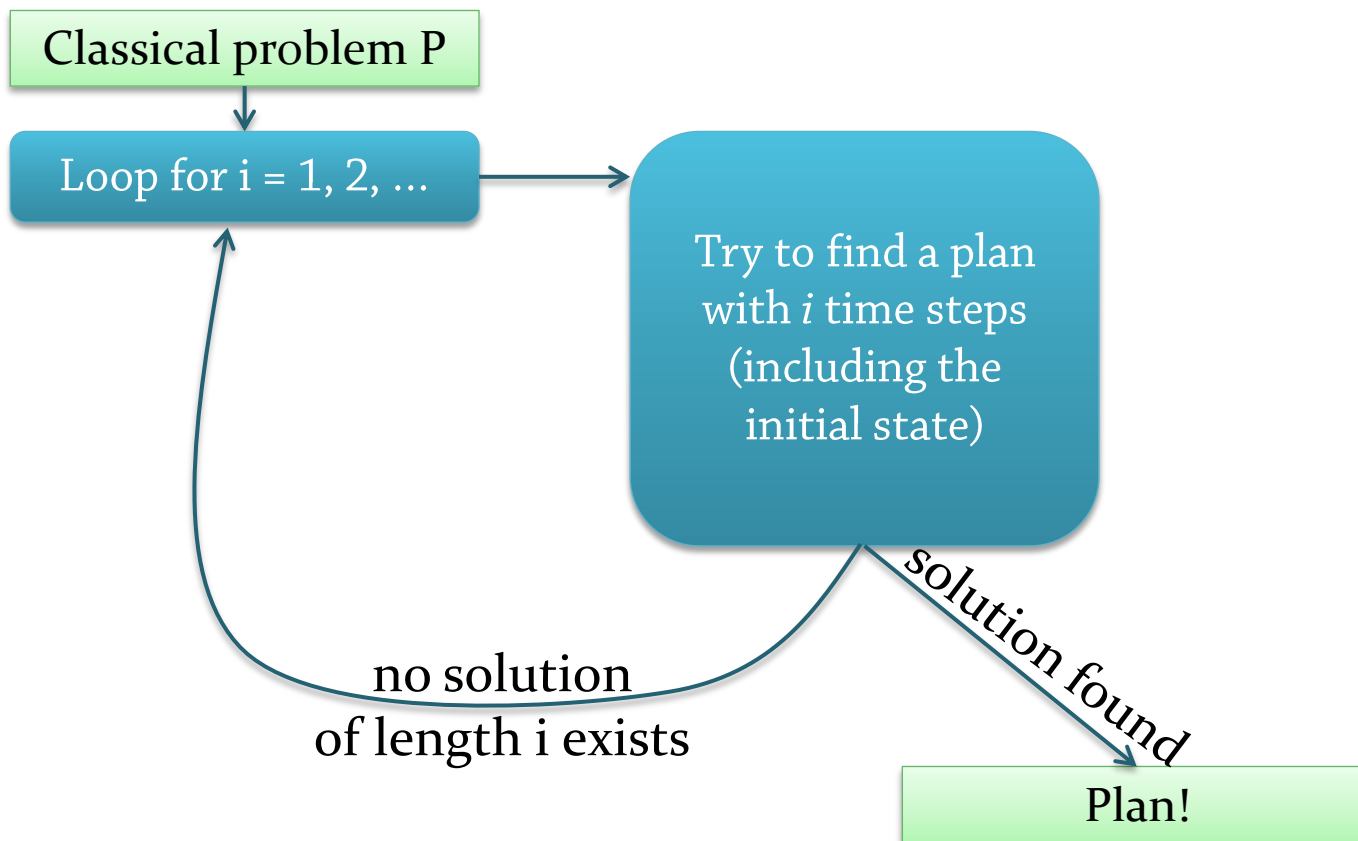 Classical problem P
Loop for i = 1, 2, …
Try to find a plan
with i time steps
(including the
initial state)
solution found
no solution
of length i exists
Plan!